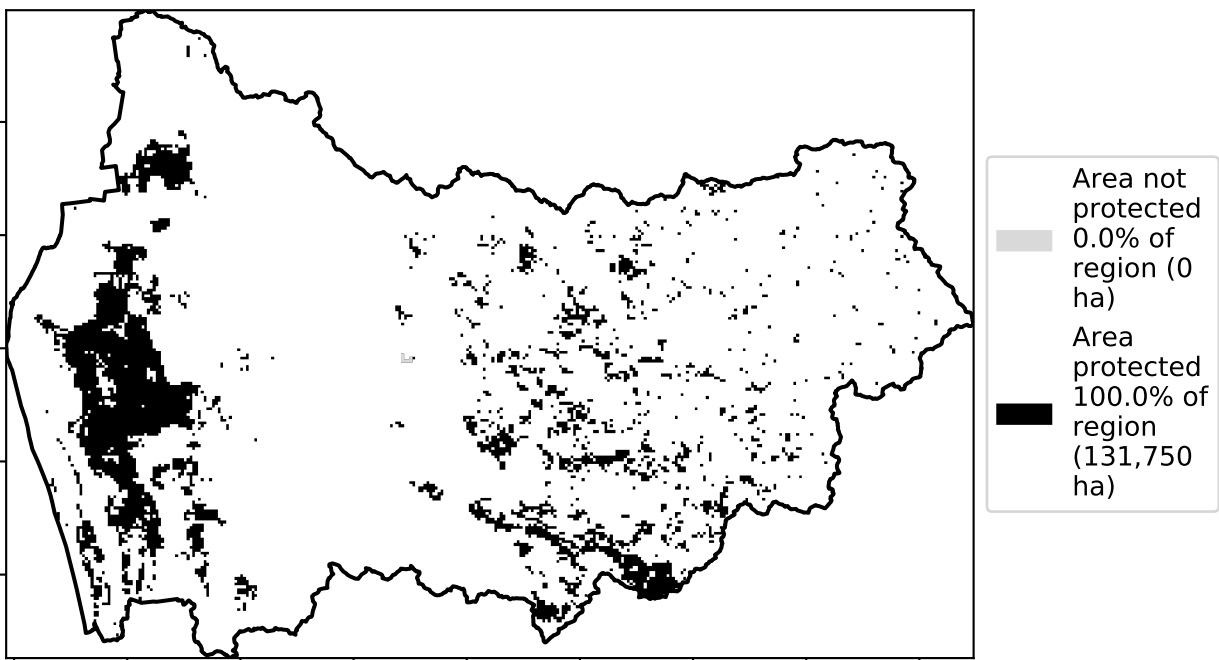 Area not
protected
0.0% of
region (0
ha)
Area
protected
100.0% of
region
(131,750
ha)